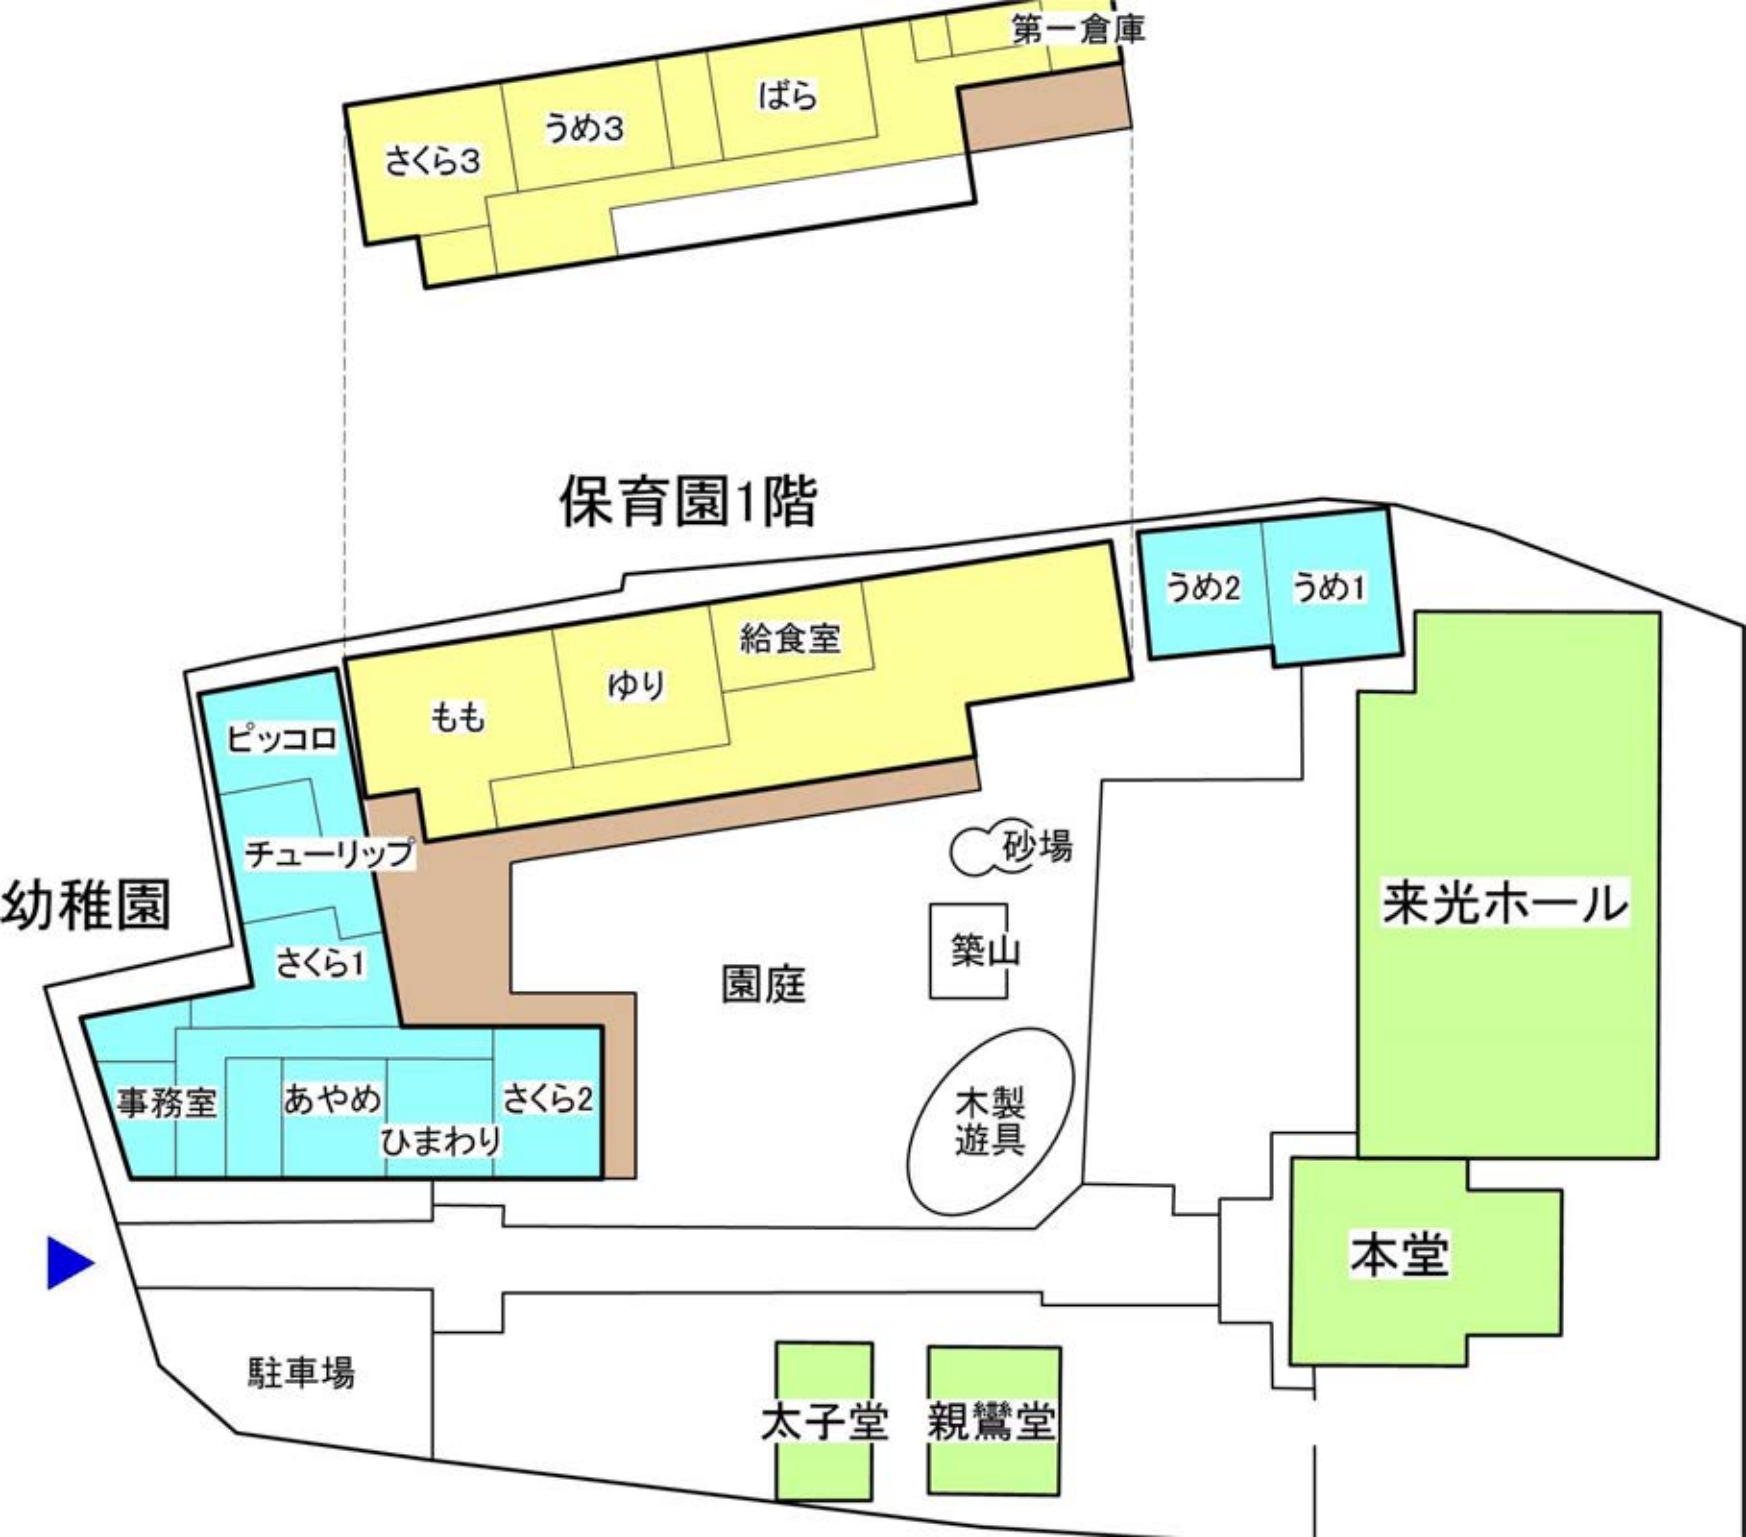 第一倉庫
ばら
うめ3
さくら3
保育園1階
うめ2
うめ1
給食室
ゆり
もも
ピッコロ
チューリップ
砂場
幼稚園
来光ホール
築山
さくら1
園庭
事務室
あやめ
さくら2
ひまわり
木製
遊具
本堂
駐車場
太子堂
親鸞堂